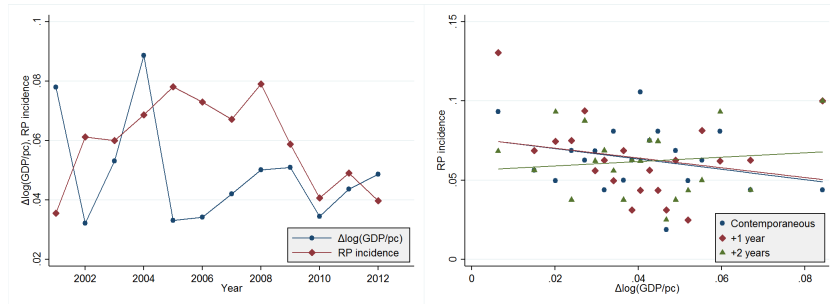 Δlog(GDP/pc), RP incidence
.1
.08
.06
.04
.02
2002
2004
2006
2008
2010
2012
Year
Δlog(GDP/pc)
RP incidence
RP incidence
.15
.1
.05
0
0
.02
.04
.06
.08
Δlog(GDP/pc)
Contemporaneous
+1 year
+2 years